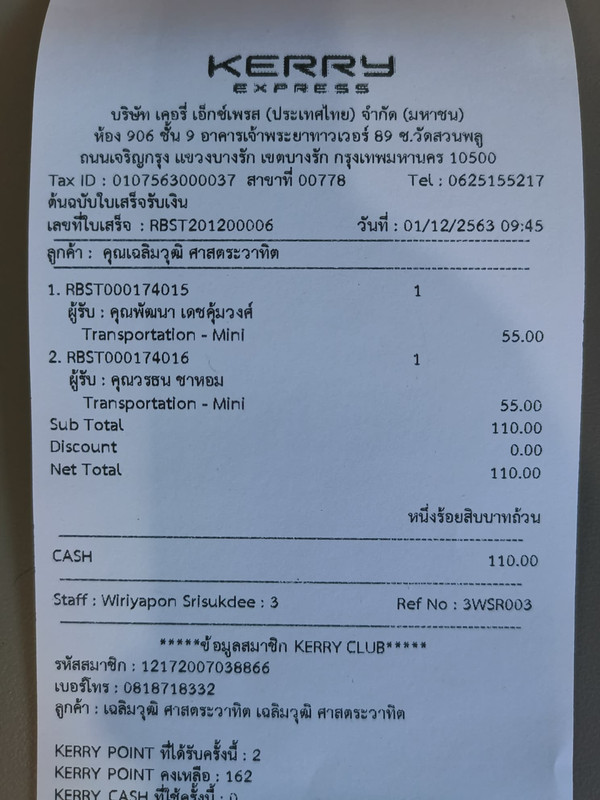 KERRY
EXPRESS
บริษัท เคอรี่ เอ็กซ์เพรส (ประเทศไทย) จำกัด (มหาชน)
ห้อง 906 ชั้น 9 อาคารเจ้าพระยาทาวเวอร์ 89 ซ.วัดสวนพลู
ถนนเจริญกรุง แขวงบางรัก เขตบางรัก กรุงเทพมหานคร 10500
Tax ID : 0107563000037 สาขาที่ 00778 Tel : 0625155217
ต้นฉบับใบเสร็จรับเงิน
เลขที่ใบเสร็จ : RBST201200006 วันที่ : 01/12/2563 09:45
ลูกค้า : คุณเฉลิมวุฒิ ศาสตระวาทิต
1. RBST000174015 1
ผู้รับ : คุณพัฒนา เดชคุ้มวงศ์
Transportation - Mini 55.00
2. RBST000174016 1
ผู้รับ : คุณวรธน ชาหอม
Transportation - Mini 55.00
Sub Total 110.00
Discount 0.00
Net Total 110.00
หนึ่งร้อยสิบบาทถ้วน
CASH 110.00
Staff : Wiriyapon Srisukdee : 3 Ref No : 3WSR003
*****ข้อมูลสมาชิก KERRY CLUB*****
รหัสสมาชิก : 12172007038866
เบอร์โทร : 0818718332
ลูกค้า : เฉลิมวุฒิ ศาสตระวาทิต เฉลิมวุฒิ ศาสตระวาทิต
KERRY POINT ที่ได้รับครั้งนี้ : 2
KERRY POINT คงเหลือ : 162
KERRY CASH ที่ใช้ครั้งนี้ : 0